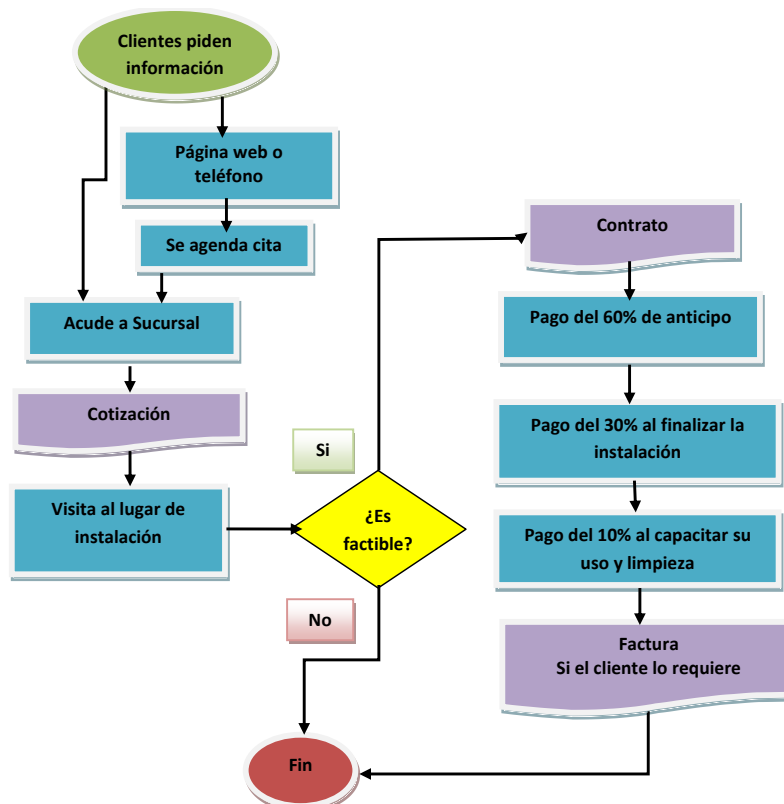 Clientes piden
información
Página web o
teléfono
Se agenda cita
Acude a Sucursal
Cotización
Visita al lugar de
instalación
¿Es
factible?
Si
No
Contrato
Pago del 60% de anticipo
Pago del 30% al finalizar la
instalación
Pago del 10% al capacitar su
uso y limpieza
Factura
Si el cliente lo requiere
Fin